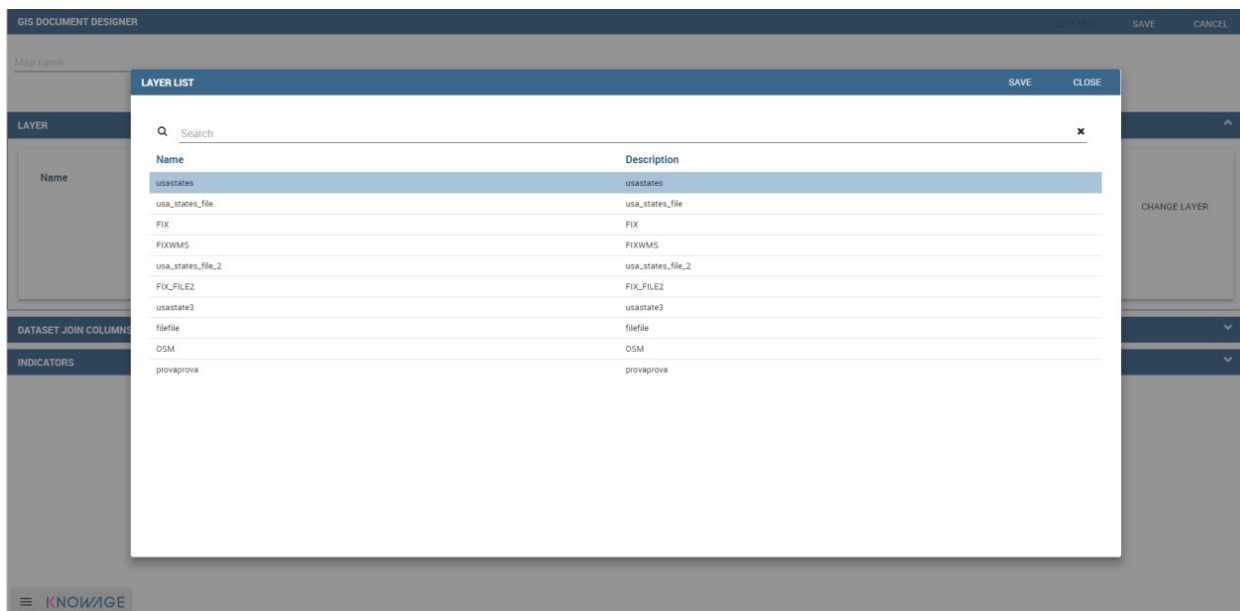 GIS DOCUMENT DESIGNER EDIT MAP SAVE CANCEL
Map name
LAYER LIST SAVE CLOSE
LAYER
Search
Name Description
Name
usastates usastates
usa_states_file usa_states_file
CHANGE LAYER
FIX FIX
FIXWMS FIXWMS
usa_states_file_2 usa_states_file_2
FIX_FILE2 FIX_FILE2
usastate3 usastate3
DATASET JOIN COLUMNS
filefile filefile
OSM OSM
INDICATORS
provaprova provaprova
KNOWAGE